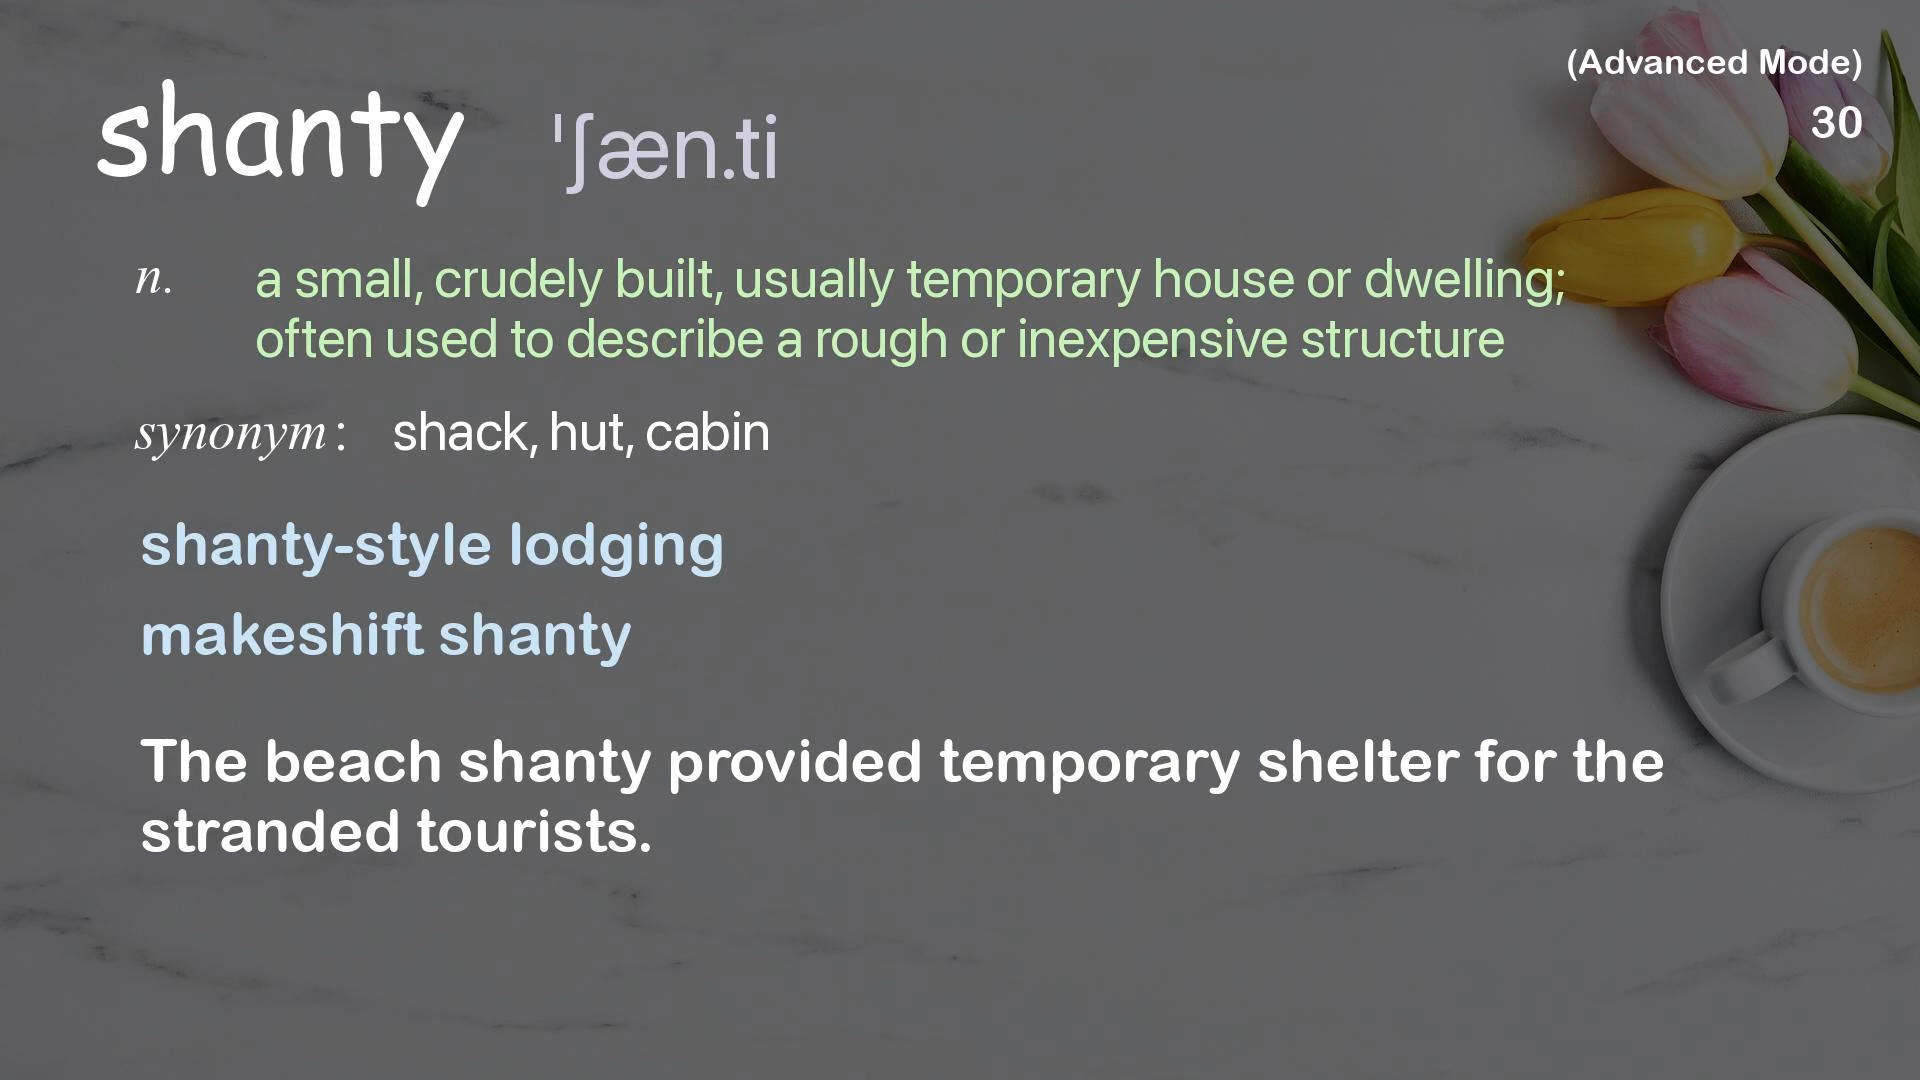 (Advanced Mode)
30
shanty ˈʃæn.ti
n. a small, crudely built, usually temporary house or dwelling;
often used to describe a rough or inexpensive structure
synonym: shack, hut, cabin
shanty-style lodging
makeshift shanty
The beach shanty provided temporary shelter for the
stranded tourists.